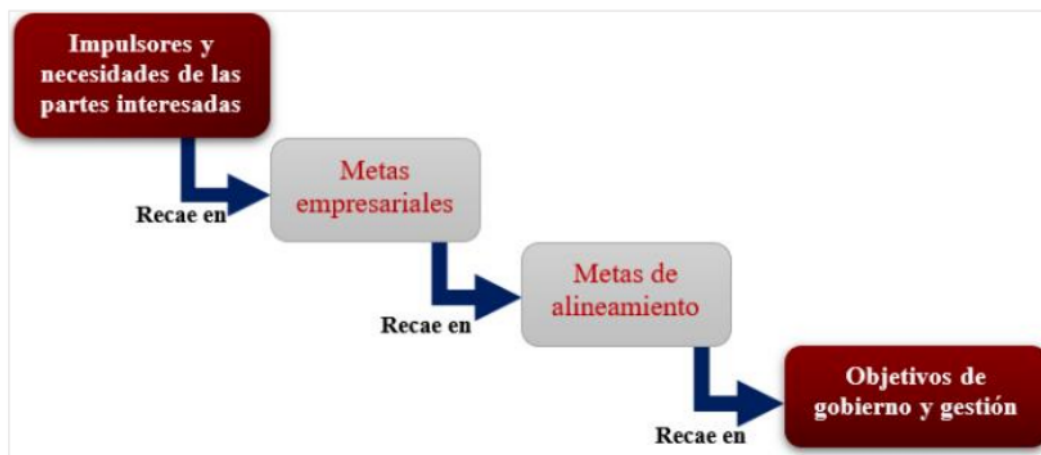 Impulsores y
necesidades de las
partes interesadas
Recae en
Metas
empresariales
Recae en
Metas de
alineamiento
Recae en
Objetivos de
gobierno y gestión